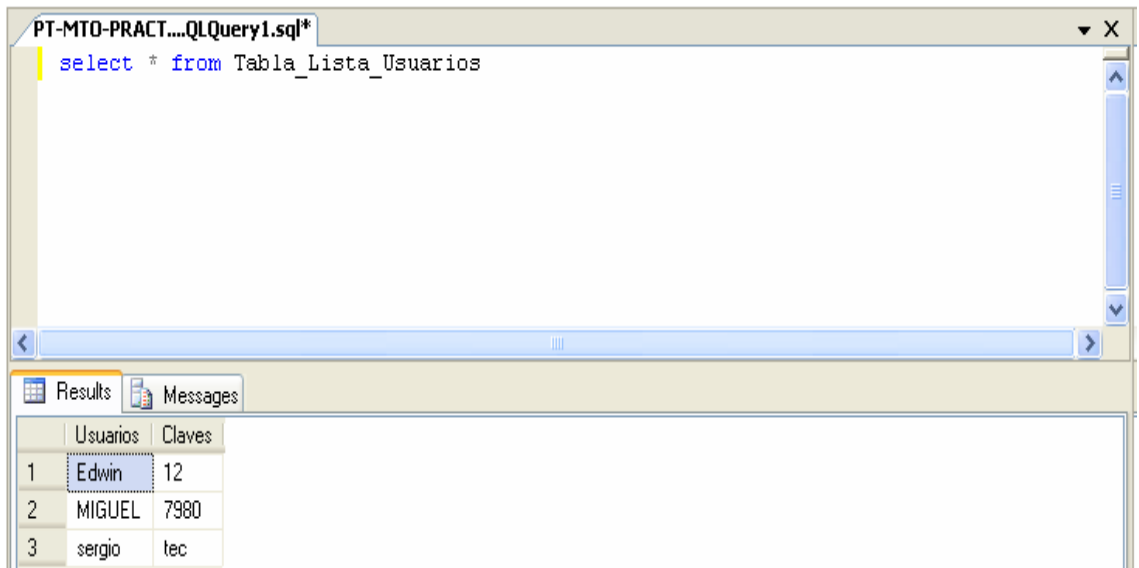 PT-MTO-PRACT....QLQuery1.sql*
select * from Tabla_Lista_Usuarios
Results Messages
Usuarios Claves
1 Edwin 12
2 MIGUEL 7980
3 sergio tec